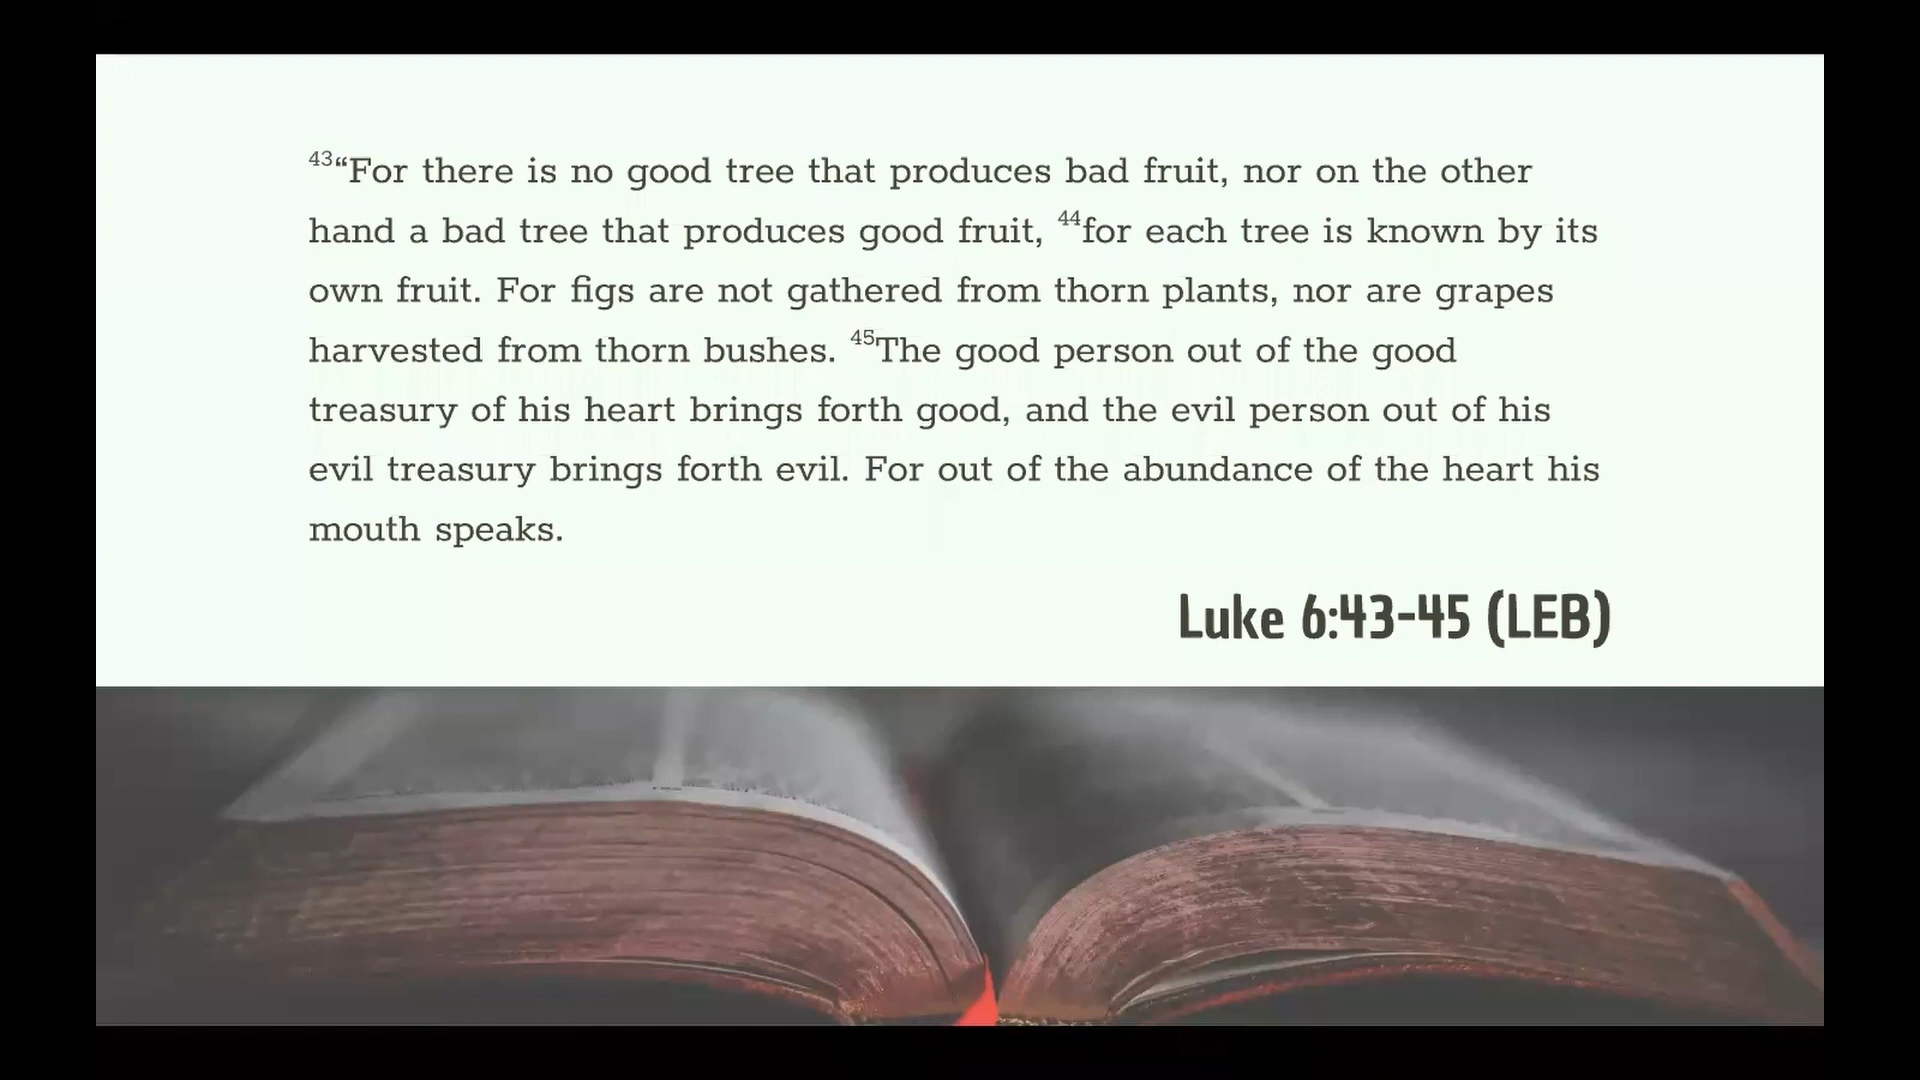 43“For there is no good tree that produces bad fruit, nor on the other
hand a bad tree that produces good fruit, 44for each tree is known by its
own fruit. For figs are not gathered from thorn plants, nor are grapes
harvested from thorn bushes. 45The good person out of the good
treasury of his heart brings forth good, and the evil person out of his
evil treasury brings forth evil. For out of the abundance of the heart his
mouth speaks.
Luke 6:43-45 (LEB)